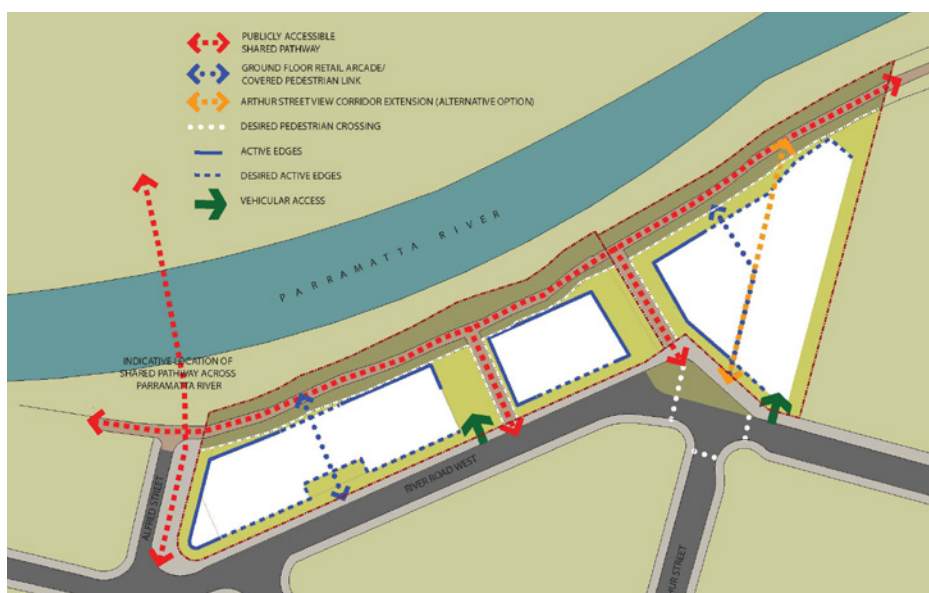 PUBLICLY ACCESSIBLE
SHARED PATHWAY
GROUND FLOOR RETAIL ARCADE/
COVERED PEDESTRIAN LINK
ARTHUR STREET VIEW CORRIDOR EXTENSION (ALTERNATIVE OPTION)
DESIRED PEDESTRIAN CROSSING
ACTIVE EDGES
DESIRED ACTIVE EDGES
VEHICULAR ACCESS
PARRAMATTA RIVER
INDICATIVE LOCATION OF
SHARED PATHWAY ACROSS
PARRAMATTA RIVER
ALFRED STREET
RIVER ROAD WEST
HUR STREET